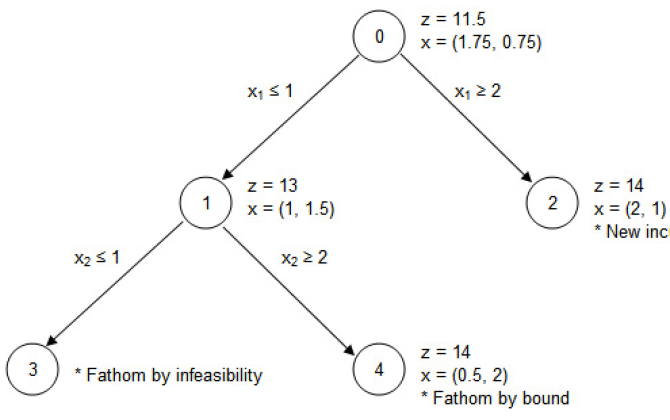 0
z = 11.5
x = (1.75, 0.75)
x₁ ≤ 1
x₁ ≥ 2
1
z = 13
x = (1, 1.5)
2
z = 14
x = (2, 1)
* New
x₂ ≤ 1
x₂ ≥ 2
3
* Fathom by infeasibility
4
z = 14
x = (0.5, 2)
* Fathom by bound